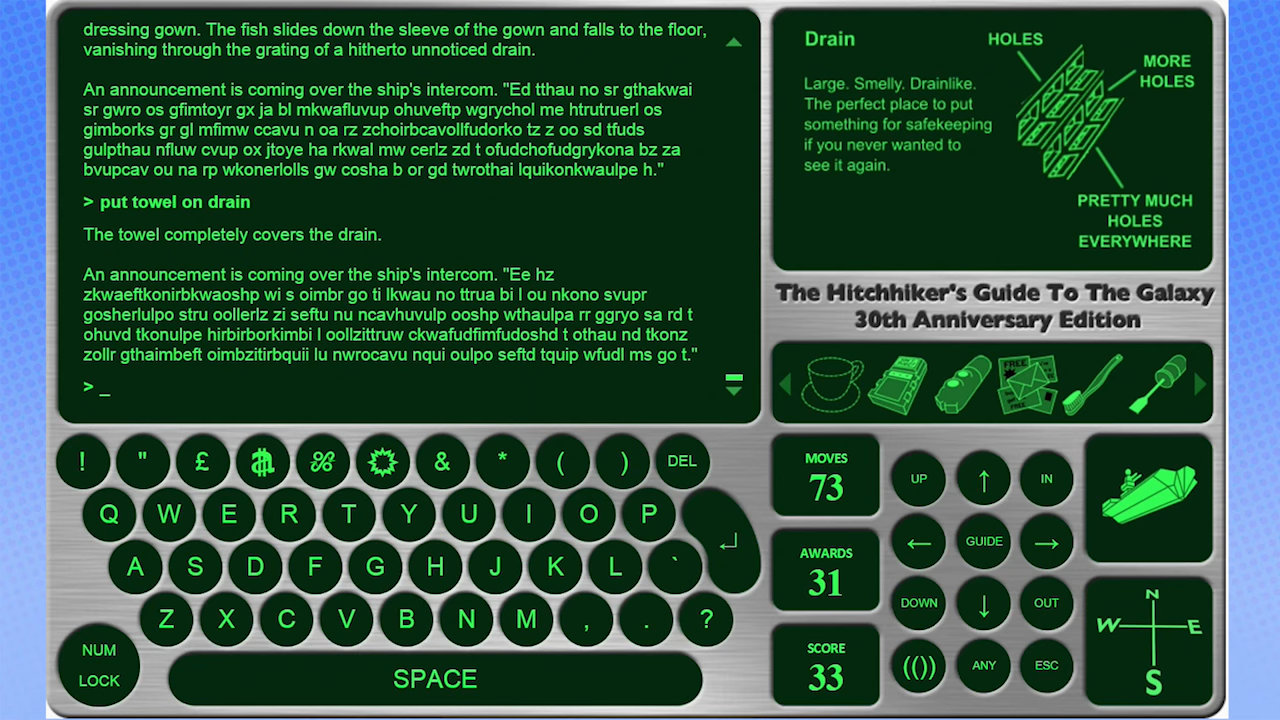 dressing gown. The fish slides down the sleeve of the gown and falls to the floor,
vanishing through the grating of a hitherto unnoticed drain.
An announcement is coming over the ship's intercom. "Ed tthau no sr gthakwai
sr gwro os gfimtoyr gx ja bl mkwafluvup ohuveftp wgrychol me htrutruerl os
gimborks gr gl mfimw ccavu n oa rz zchoirbcavollfudorko tz z oo sd tfuds
gulpthau nfluw cvup ox jtoye ha rkwal mw cerlz zd t ofudchofudgrykona bz za
bvupcav ou na rp wkonerlolls gw cosha b or gd twrothai lquikonkwaulpe h."
> put towel on drain
The towel completely covers the drain.
An announcement is coming over the ship's intercom. "Ee hz
zkwaeftkonirbkwaoshp wi s oimbr go ti lkwau no ttrua bi l ou nkono svupr
gosherlulpo stru oollerlz zi seftu nu ncavhuvulp ooshp wthaulpa rr ggryo sa rd t
ohuvd tkonulpe hirbirborkimbi l oollzittruw ckwafudfimfudoshd t othau nd tkonz
zollr gthaimbeft oimbzitirbquii lu nwrocavu nqui oulpo seftd tquip wfudl ms go t."
> _
Drain
Large. Smelly. Drainlike.
The perfect place to put
something for safekeeping
if you never wanted to
see it again.
HOLES
MORE
HOLES
PRETTY MUCH
HOLES
EVERYWHERE
The Hitchhiker's Guide To The Galaxy
30th Anniversary Edition
FREE
FREE
! " £ & * ( ) DEL
Q W E R T Y U I O P
A S D F G H J K L `
Z X C V B N M , . ?
NUM
LOCK
SPACE
MOVES
73
AWARDS
31
SCORE
33
UP ↑ IN
← GUIDE →
DOWN ↓ OUT
(()) ANY ESC
N
W E
S